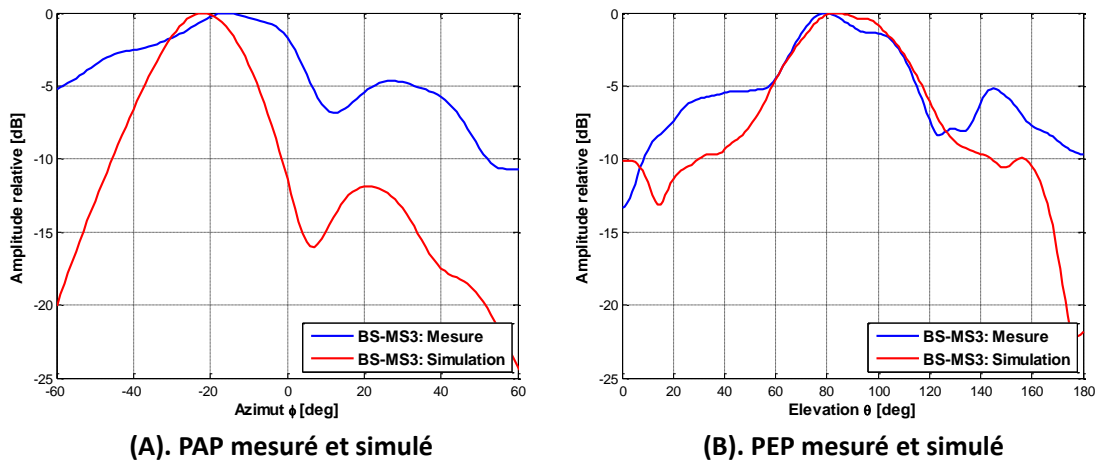 0
-5
-10
-15
-20
-25
Amplitude relative [dB]
-60
-40
-20
0
20
40
60
Azimut ϕ [deg]
BS-MS3: Mesure
BS-MS3: Simulation
(A). PAP mesuré et simulé
0
-5
-10
-15
-20
-25
Amplitude relative [dB]
0
20
40
60
80
100
120
140
160
180
Elevation θ [deg]
BS-MS3: Mesure
BS-MS3: Simulation
(B). PEP mesuré et simulé